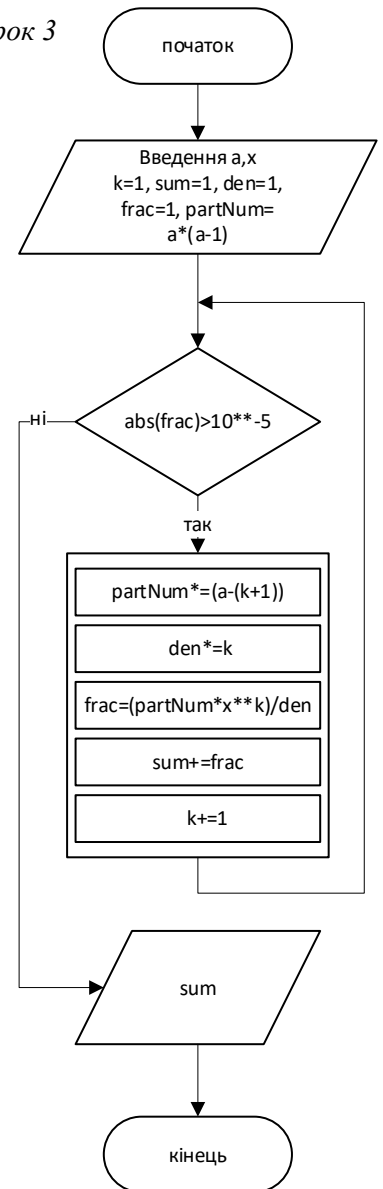 рок 3
початок
Введення a,x
k=1, sum=1, den=1,
frac=1, partNum=
a*(a-1)
abs(frac)>10**-5
ні
так
partNum*=(a-(k+1))
den*=k
frac=(partNum*x**k)/den
sum+=frac
k+=1
sum
кінець